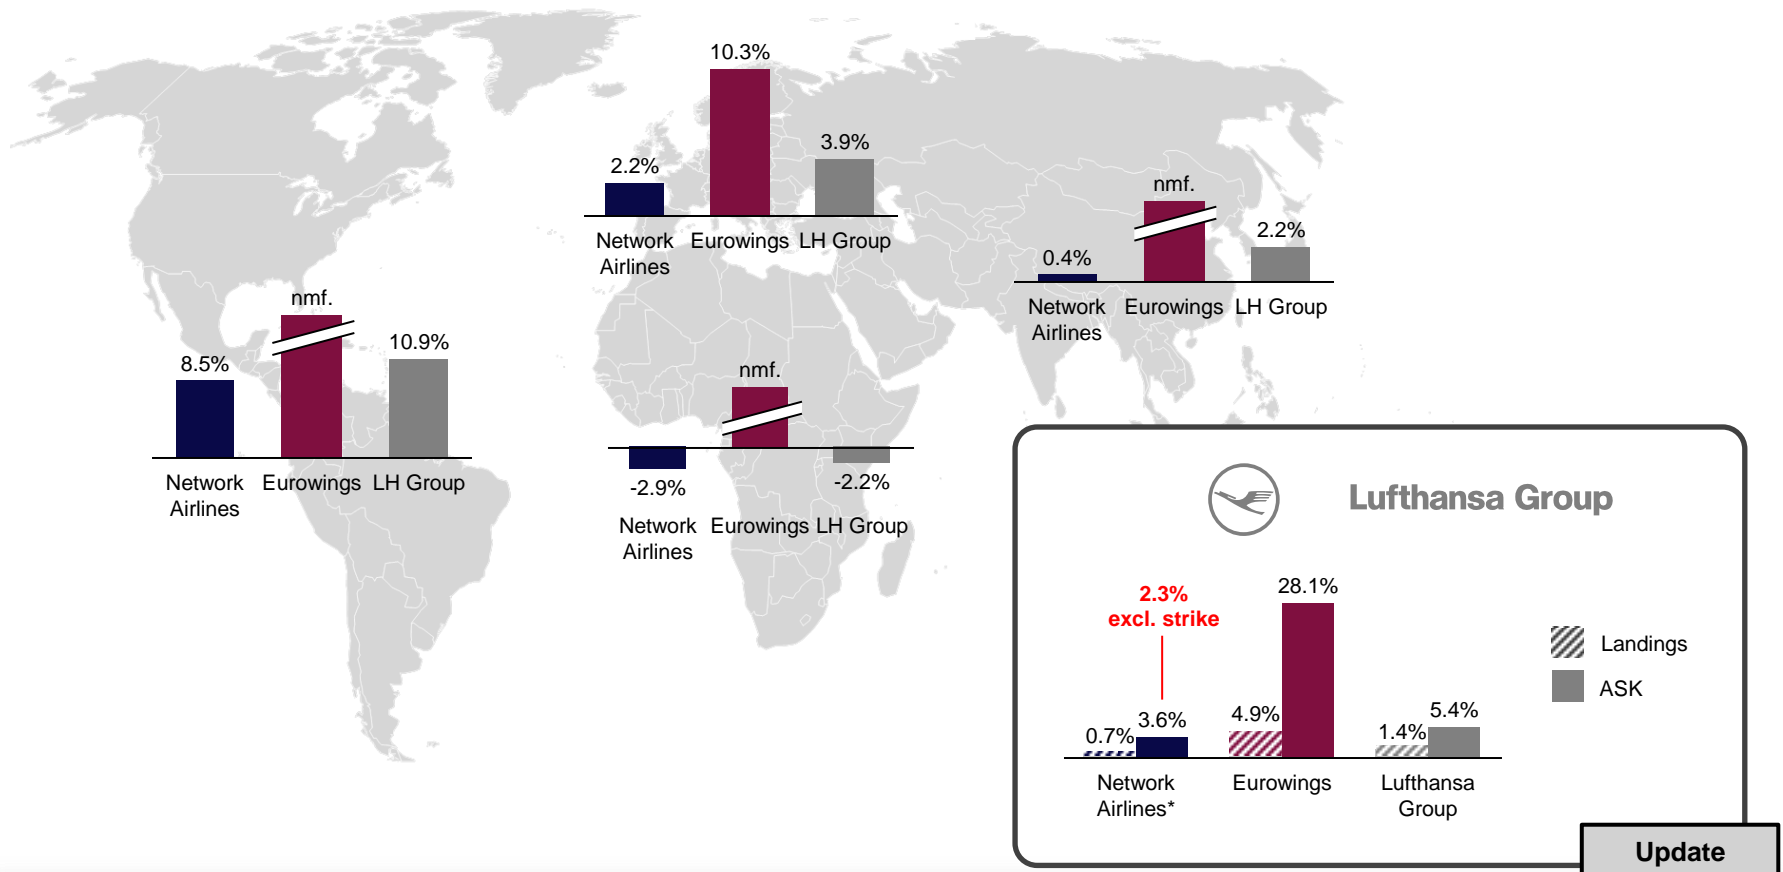 10.3%
3.9%
2.2%
Network
Airlines
Eurowings
LH Group
nmf.
2.2%
0.4%
Network
Airlines
Eurowings
LH Group
nmf.
10.9%
8.5%
Network
Airlines
Eurowings
LH Group
nmf.
-2.9%
-2.2%
Network
Airlines
Eurowings
LH Group
Lufthansa Group
2.3%
excl. strike
28.1%
0.7%
3.6%
4.9%
1.4%
5.4%
Network
Airlines*
Eurowings
Lufthansa
Group
Landings
ASK
Update